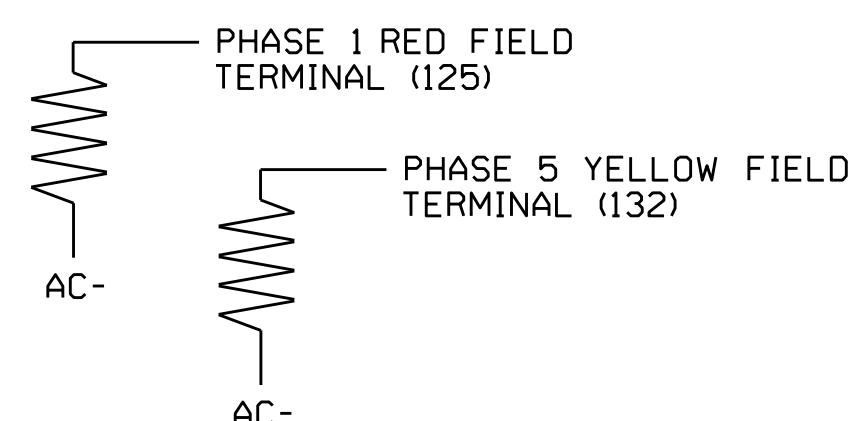 PHASE 1 RED FIELD
TERMINAL (125)
AC-
PHASE 5 YELLOW FIELD
TERMINAL (132)
AC-